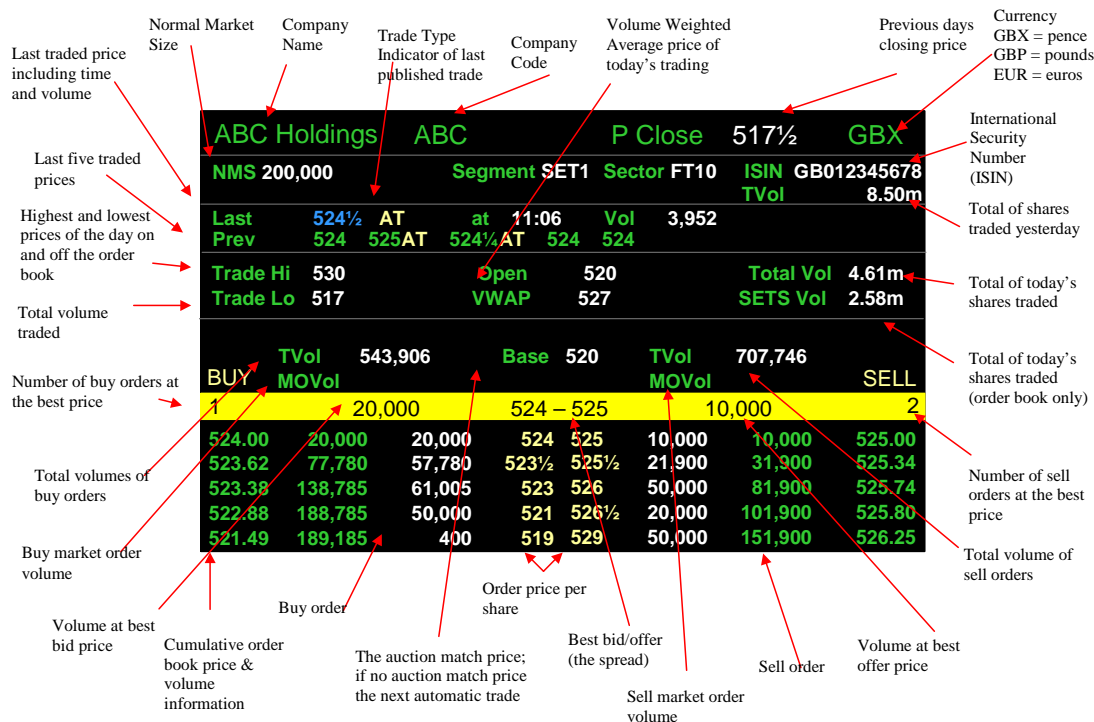 Normal Market
Size
Company
Name
Trade Type
Indicator of last
published trade
Company
Code
Volume Weighted
Average price of
today's trading
Previous days
closing price
Currency
GBX = pence
GBP = pounds
EUR = euros
Last traded price
including time
and volume
Last five traded
prices
Highest and lowest
prices of the day on
and off the order
book
Total volume
traded
Number of buy orders at
the best price
Total volumes of
buy orders
Buy market order
volume
Volume at best
bid price
ABC Holdings ABC P Close 517½ GBX
NMS 200,000 Segment SET1 Sector FT10 ISIN GB012345678
TVol 8.50m
Last 524½ AT at 11:06 Vol 3,952
Prev 524 525AT 524¼AT 524 524
Trade Hi 530 Open 520 Total Vol 4.61m
Trade Lo 517 VWAP 527 SETS Vol 2.58m
TVol 543,906 Base 520 TVol 707,746
BUY MOVol MOVol SELL
1 20,000 524 – 525 10,000 2
524.00 20,000 20,000 524 525 10,000 10,000 525.00
523.62 77,780 57,780 523½ 525½ 21,900 31,900 525.34
523.38 138,785 61,005 523 526 50,000 81,900 525.74
522.88 188,785 50,000 521 526½ 20,000 101,900 525.80
521.49 189,185 400 519 529 50,000 151,900 526.25
International
Security
Number
(ISIN)
Total of shares
traded yesterday
Total of today's
shares traded
Total of today's
shares traded
(order book only)
Number of sell
orders at the best
price
Total volume of
sell orders
Cumulative order
book price &
volume
information
Buy order
The auction match price;
if no auction match price
the next automatic trade
Order price per
share
Best bid/offer
(the spread)
Sell market order
volume
Sell order
Volume at best
offer price